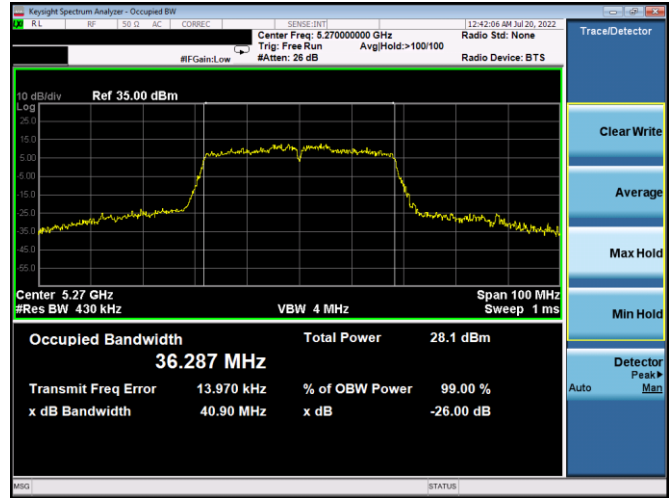 Keysight Spectrum Analyzer - Occupied BW
LXI RL RF 50 Ω AC CORREC SENSE:INT 12:42:06 AM Jul 20, 2022
Center Freq: 5.270000000 GHz Radio Std: None
Trig: Free Run Avg|Hold:>100/100
#IFGain:Low #Atten: 26 dB Radio Device: BTS
Trace/Detector
10 dB/div Ref 35.00 dBm
Log
25.0
15.0
5.00
-5.00
-15.0
-25.0
-35.0
-45.0
-55.0
Center 5.27 GHz Span 100 MHz
#Res BW 430 kHz VBW 4 MHz Sweep 1 ms
Occupied Bandwidth Total Power 28.1 dBm
36.287 MHz
Transmit Freq Error 13.970 kHz % of OBW Power 99.00 %
x dB Bandwidth 40.90 MHz x dB -26.00 dB
Clear Write
Average
Max Hold
Min Hold
Detector
Peak▶
Auto Man
MSG STATUS